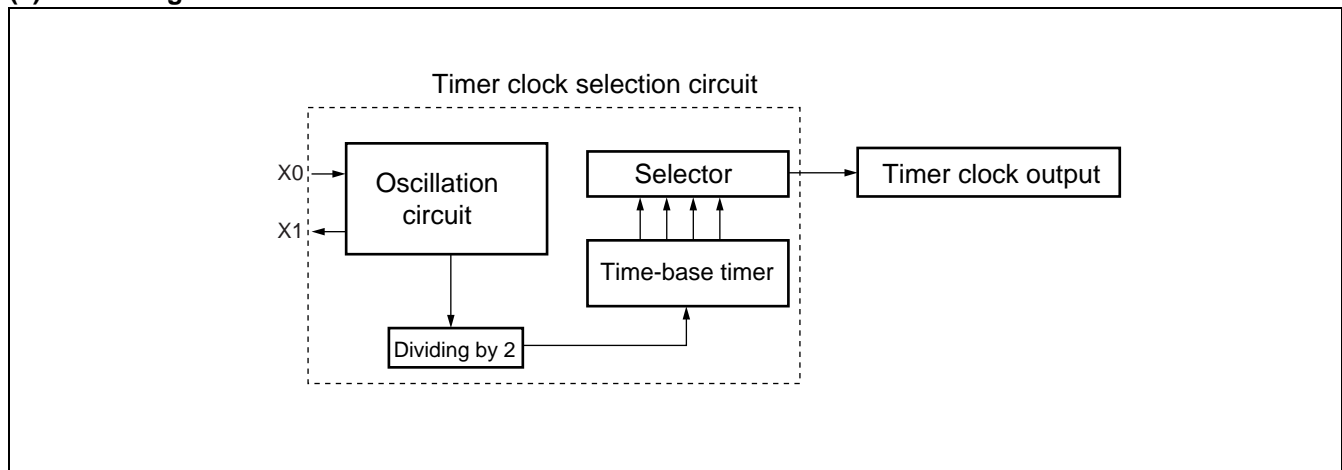 Timer clock selection circuit
X0
X1
Oscillation
circuit
Selector
Timer clock output
Time-base timer
Dividing by 2